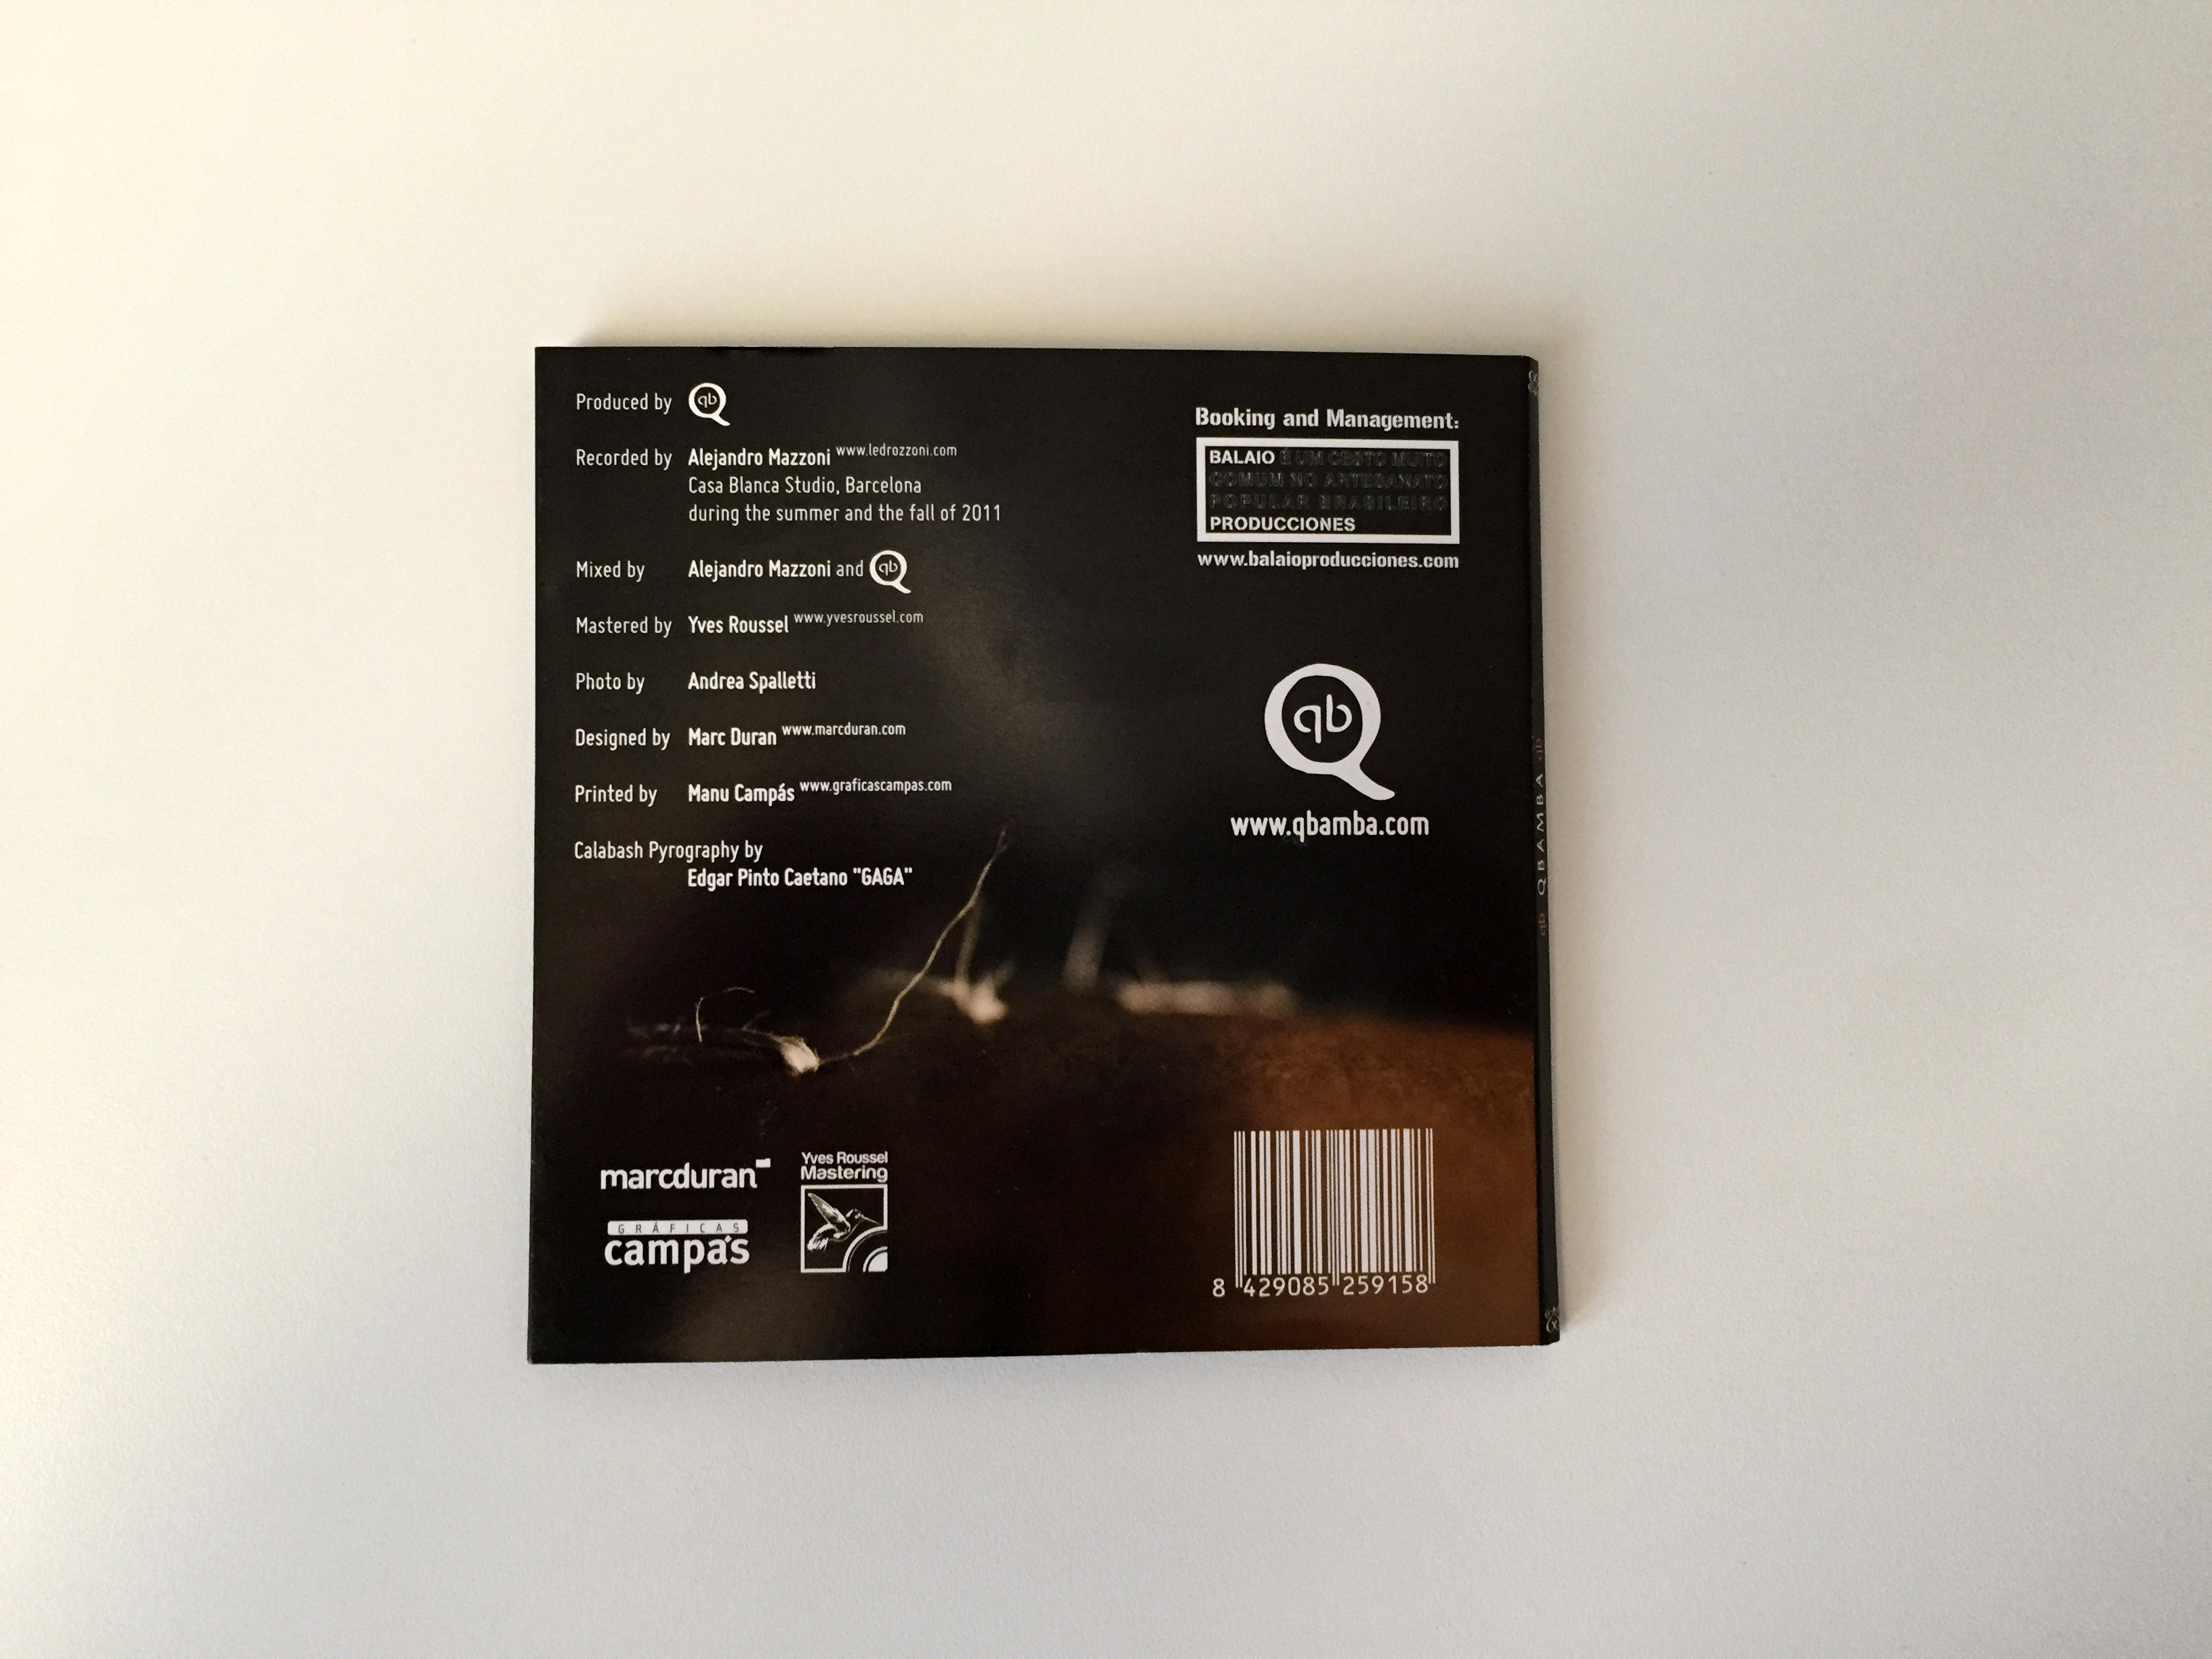 Produced by qb
Recorded by Alejandro Mazzoni www.ledrozzoni.com
Casa Blanca Studio, Barcelona
during the summer and the fall of 2011
Mixed by Alejandro Mazzoni and qb
Mastered by Yves Roussel www.yvesroussel.com
Photo by Andrea Spalletti
Designed by Marc Duran www.marcduran.com
Printed by Manu Campás www.graficascampas.com
Calabash Pyrography by
Edgar Pinto Caetano "GAGA"
marcduran
GRÁFICAS
campás
Yves Roussel
Mastering
Booking and Management:
BALAIO É UM CESTO MUITO
COMUM NO ARTESANATO
POPULAR BRASILEIRO
PRODUCCIONES
www.balaioproducciones.com
qb
www.qbamba.com
8 429085 259158
qb QBAMBA qb